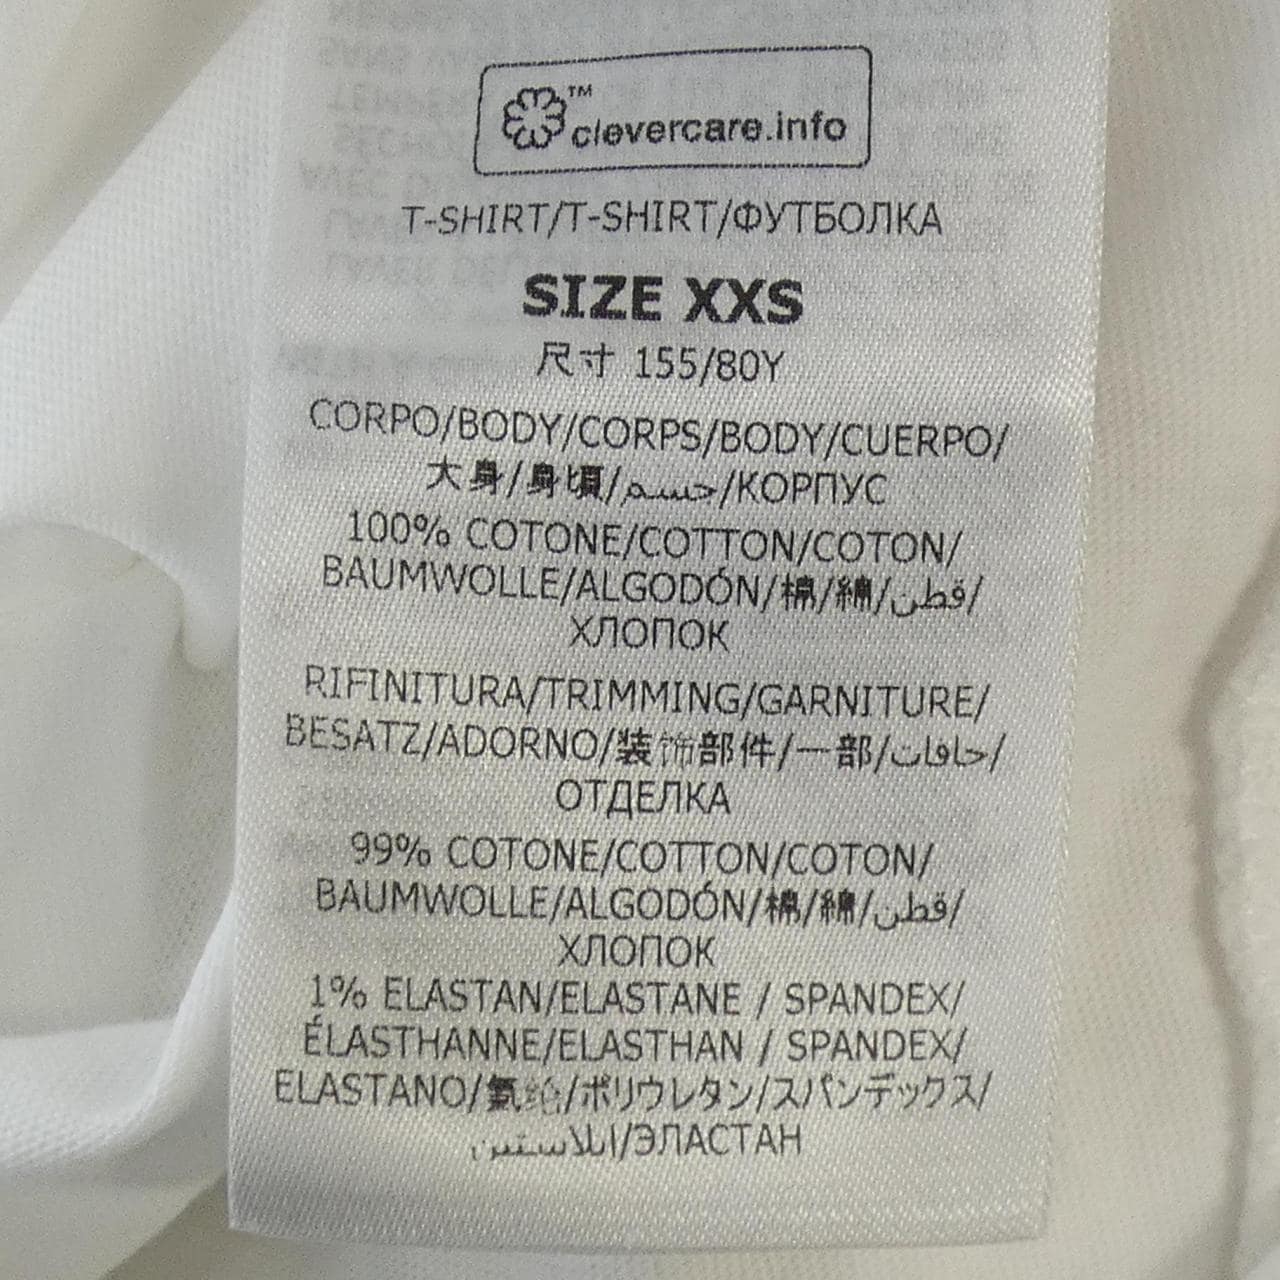 ™clevercare.info
T-SHIRT/T-SHIRT/ФУТБОЛКА
SIZE XXS
尺寸 155/80Y
CORPO/BODY/CORPS/BODY/CUERPO/
大身/身頃/جسم/КОРПУС
100% COTONE/COTTON/COTON/
BAUMWOLLE/ALGODÓN/棉/綿/قطن/
ХЛОПОК
RIFINITURA/TRIMMING/GARNITURE/
BESATZ/ADORNO/装饰部件/一部/حافات/
ОТДЕЛКА
99% COTONE/COTTON/COTON/
BAUMWOLLE/ALGODÓN/棉/綿/قطن/
ХЛОПОК
1% ELASTAN/ELASTANE / SPANDEX/
ÉLASTHANNE/ELASTHAN / SPANDEX/
ELASTANO/氨纶/ポリウレタン/スパンデックス/
ايلاستين/ЭЛАСТАН